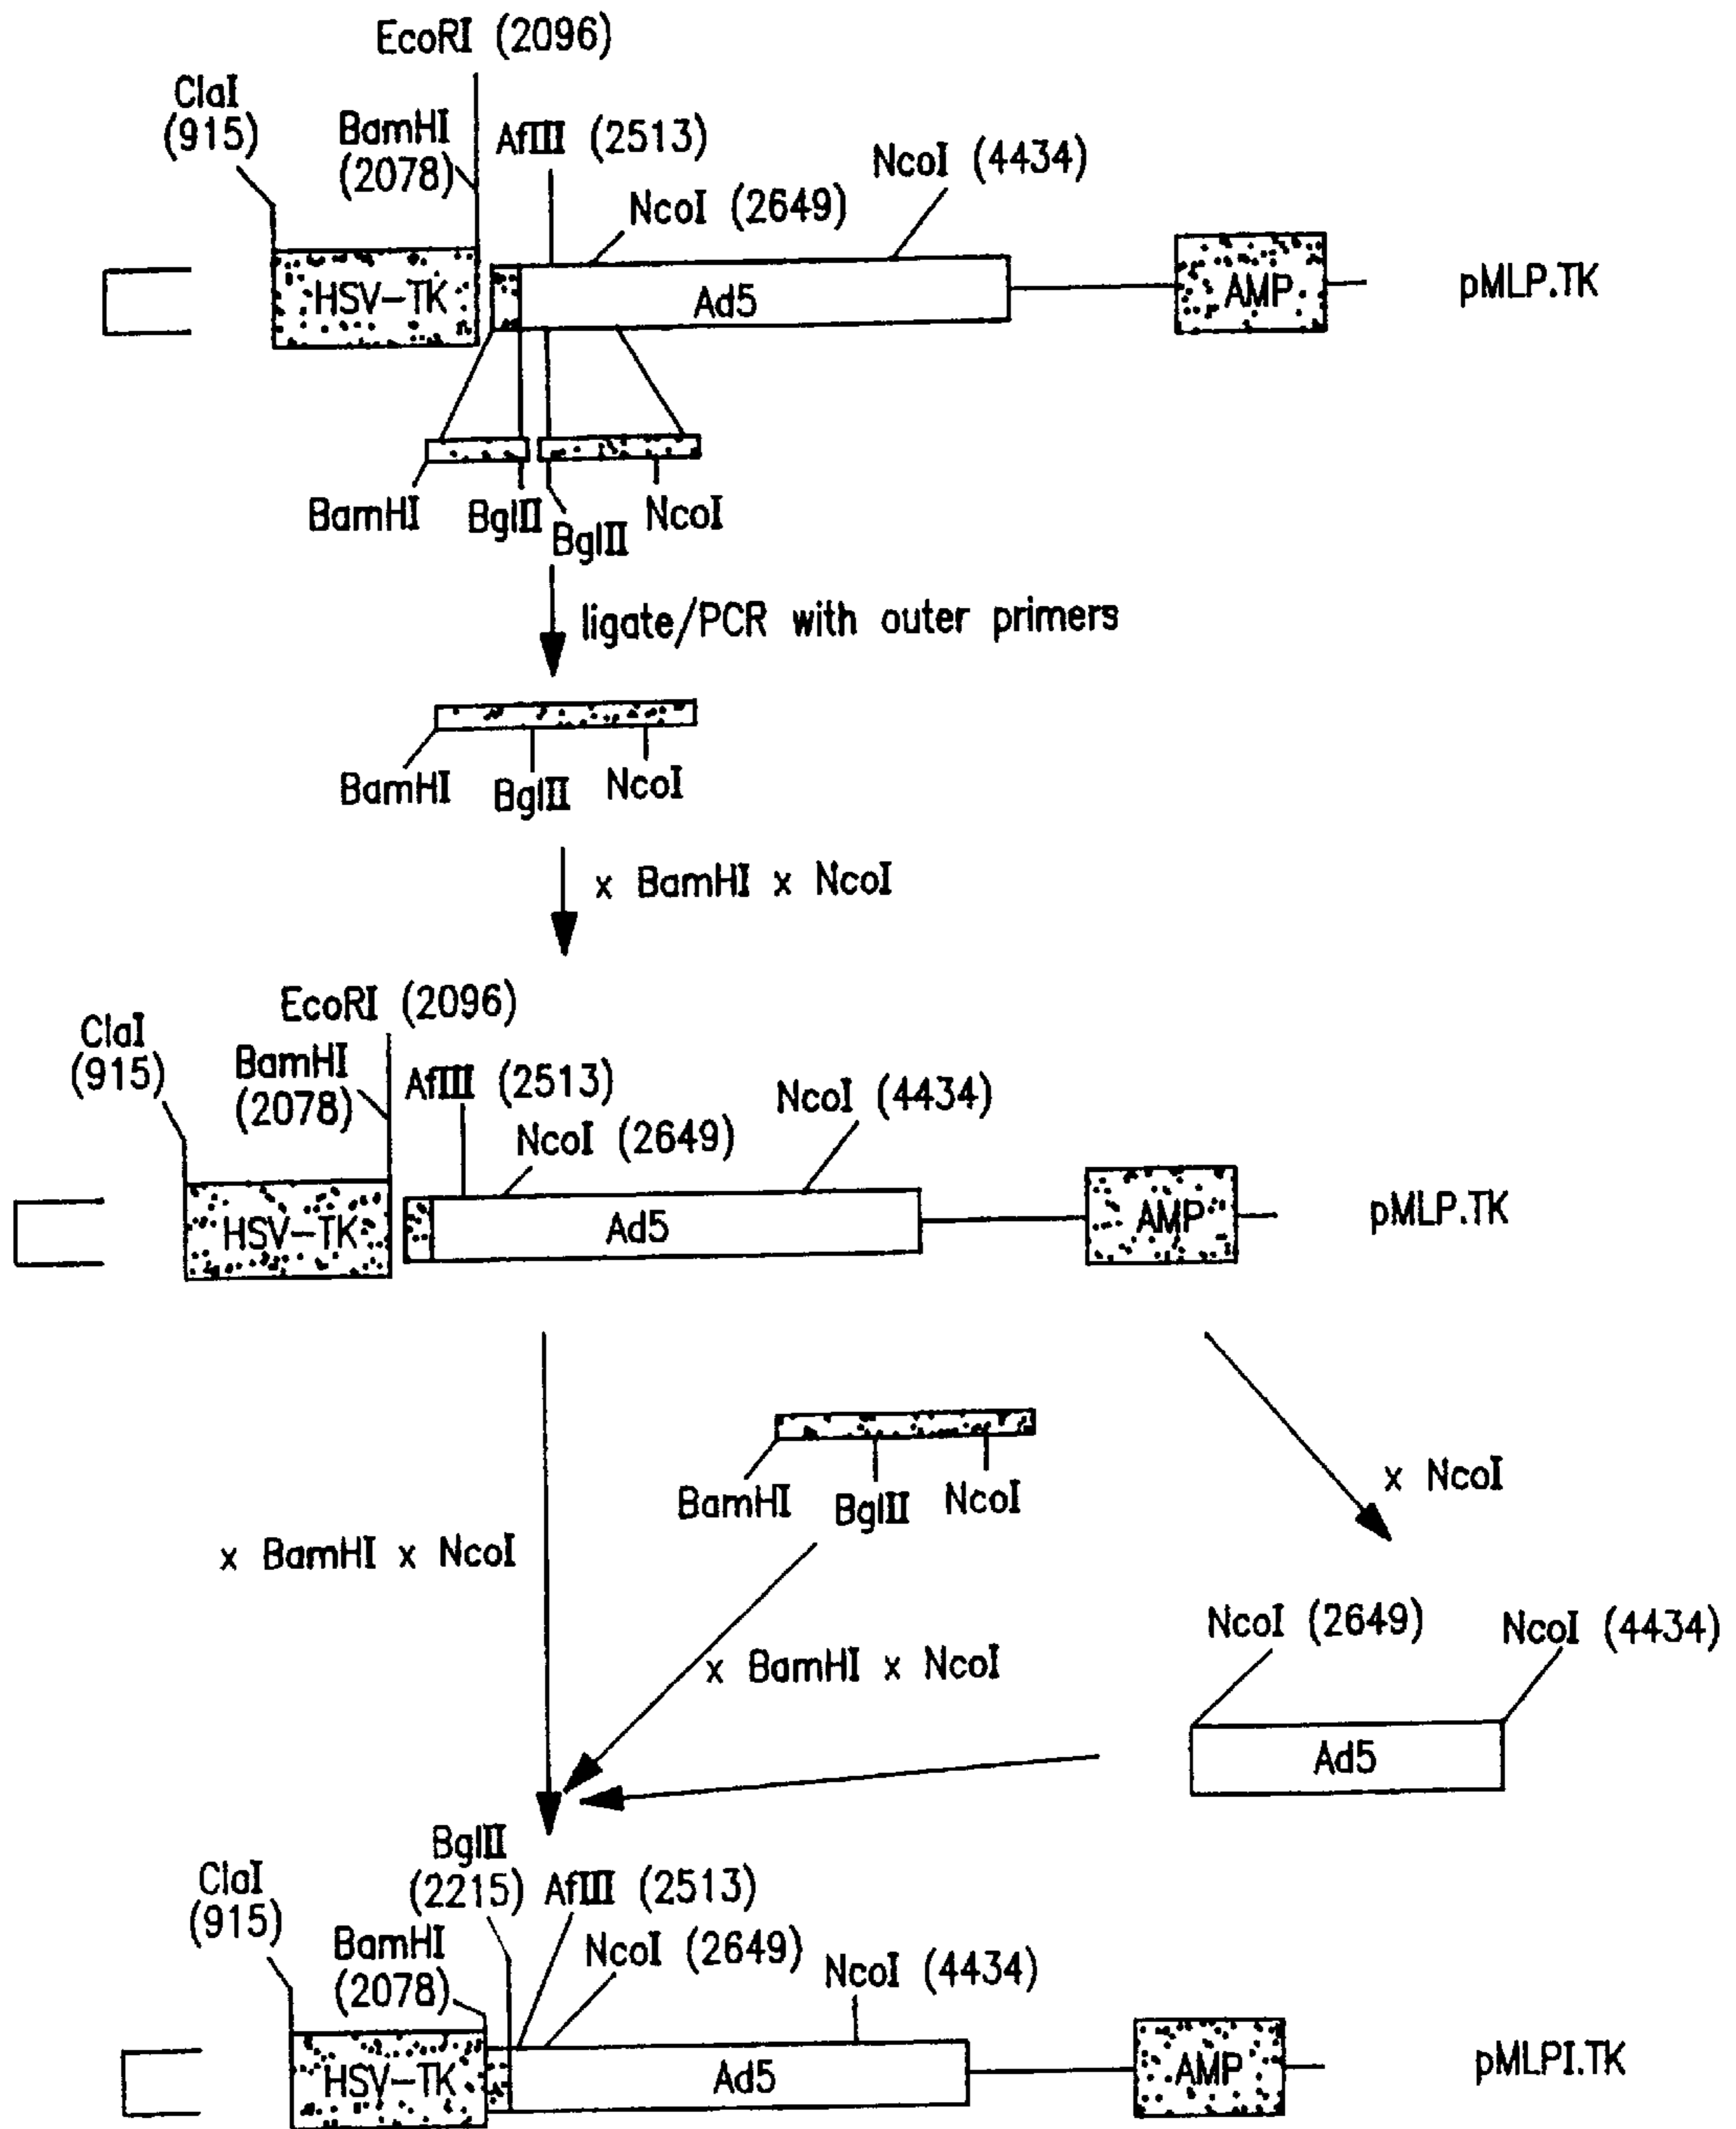 EcoRI (2096)
ClaI
(915)
BamHI
(2078)
AflII (2513)
NcoI (2649)
NcoI (4434)
HSV-TK
Ad5
AMP
pMLP.TK
BamHI
BglII
BglII
NcoI
ligate/PCR with outer primers
BamHI
BglII
NcoI
x BamHI x NcoI
EcoRI (2096)
ClaI
(915)
BamHI
(2078)
AflII (2513)
NcoI (2649)
NcoI (4434)
HSV-TK
Ad5
AMP
pMLP.TK
BamHI
BglII
NcoI
x NcoI
x BamHI x NcoI
x BamHI x NcoI
NcoI (2649)
NcoI (4434)
Ad5
BglII
(2215)
AflII (2513)
ClaI
(915)
BamHI
(2078)
NcoI (2649)
NcoI (4434)
HSV-TK
Ad5
AMP
pMLPI.TK